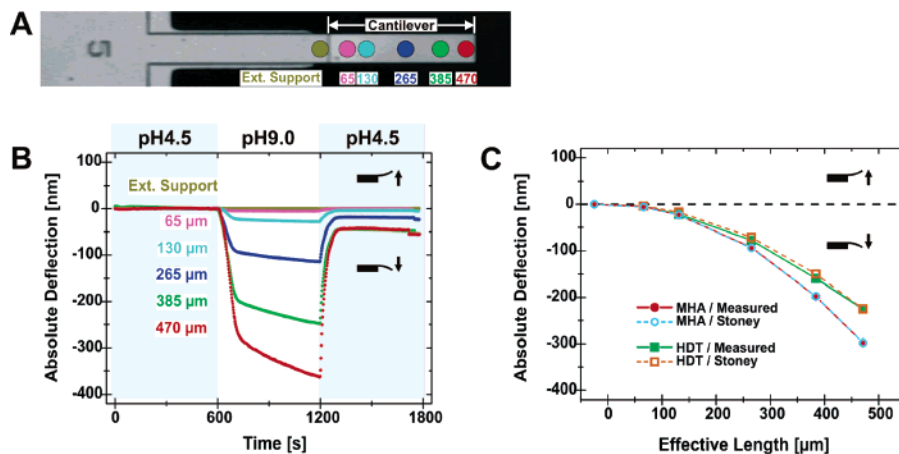 A
5
Cantilever
Ext. Support 65 130 265 385 470
B
pH4.5 pH9.0 pH4.5
100
0
-100
-200
-300
-400
Absolute Deflection [nm]
Ext. Support
65 µm
130 µm
265 µm
385 µm
470 µm
0 600 1200 1800
Time [s]
C
100
0
-100
-200
-300
-400
Absolute Deflection [nm]
MHA / Measured
MHA / Stoney
HDT / Measured
HDT / Stoney
0 100 200 300 400 500
Effective Length [µm]